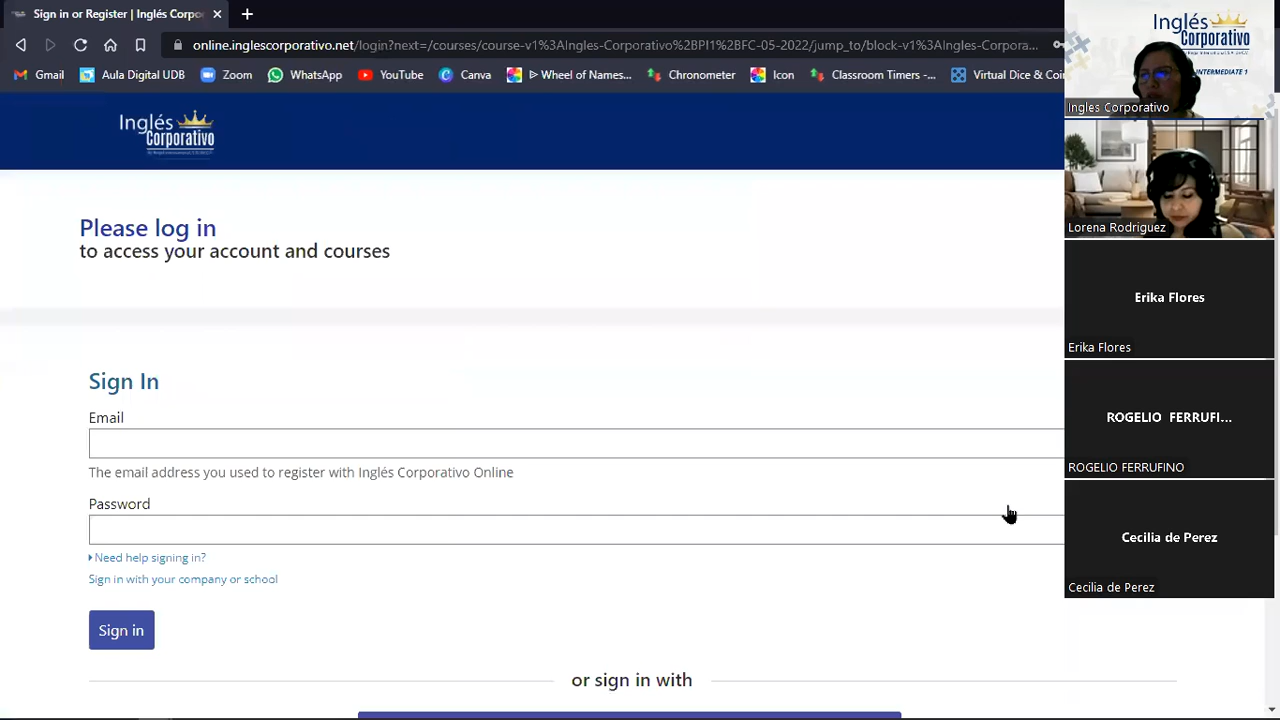 Sign in or Register | Inglés Corpo
online.inglescorporativo.net/login?next=/courses/course-v1%3AIngles-Corporativo%2BPI1%2BFC-05-2022/jump_to/block-v1%3AIngles-Corpora...
Gmail
Aula Digital UDB
Zoom
WhatsApp
YouTube
Canva
ᐅ Wheel of Names...
Chronometer
Icon
Classroom Timers -...
Virtual Dice & Coi
Inglés
Corporativo
Please log in
to access your account and courses
Sign In
Email
The email address you used to register with Inglés Corporativo Online
Password
Need help signing in?
Sign in with your company or school
Sign in
or sign in with
Inglés
Corporativo
INTERMEDIATE 1
Ingles Corporativo
Lorena Rodriguez
Erika Flores
Erika Flores
ROGELIO FERRUFI...
ROGELIO FERRUFINO
Cecilia de Perez
Cecilia de Perez